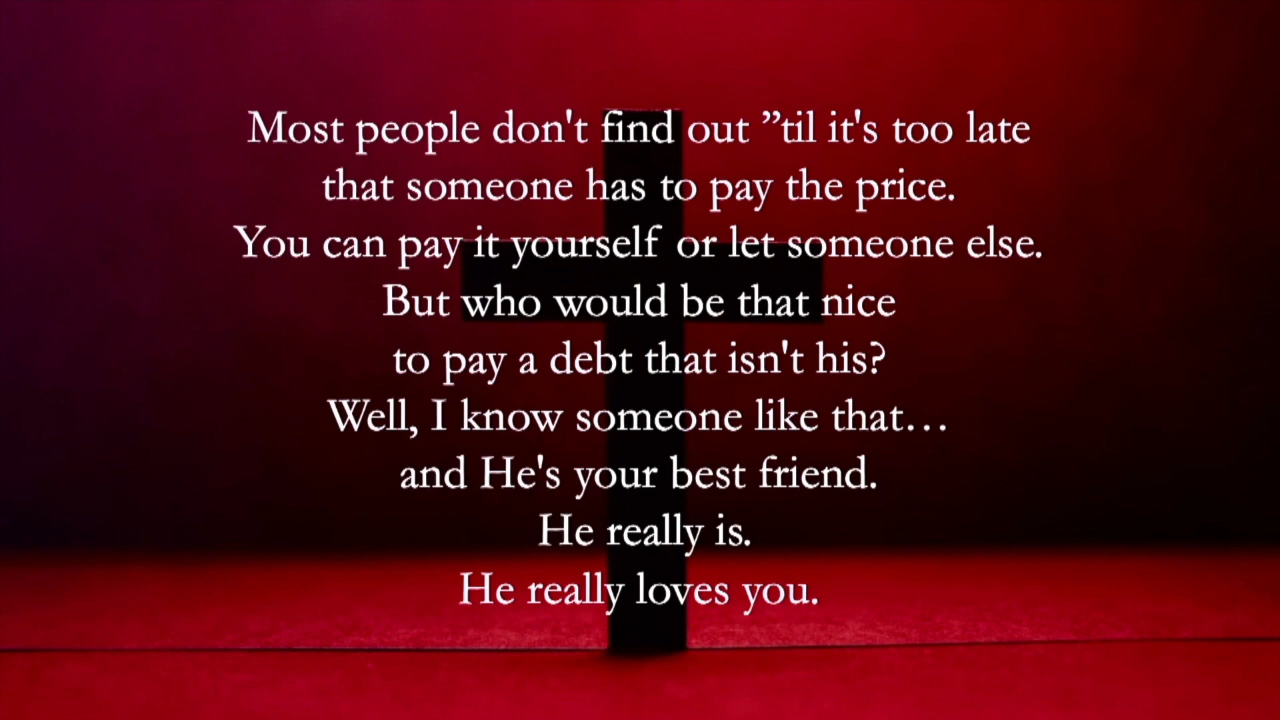 Most people don't find out ”til it's too late
that someone has to pay the price.
You can pay it yourself or let someone else.
But who would be that nice
to pay a debt that isn't his?
Well, I know someone like that…
and He's your best friend.
He really is.
He really loves you.